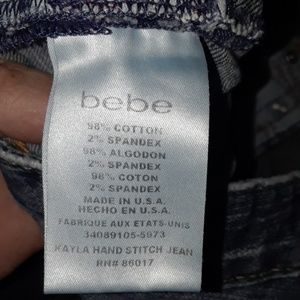 bebe
98% COTTON
2% SPANDEX
98% ALGODON
2% SPANDEX
98% COTON
2% SPANDEX
MADE IN U.S.A.
HECHO EN U.S.A.
FABRIQUE AUX ETATS-UNIS
34089105-5973
KAYLA HAND STITCH JEAN
RN# 86017